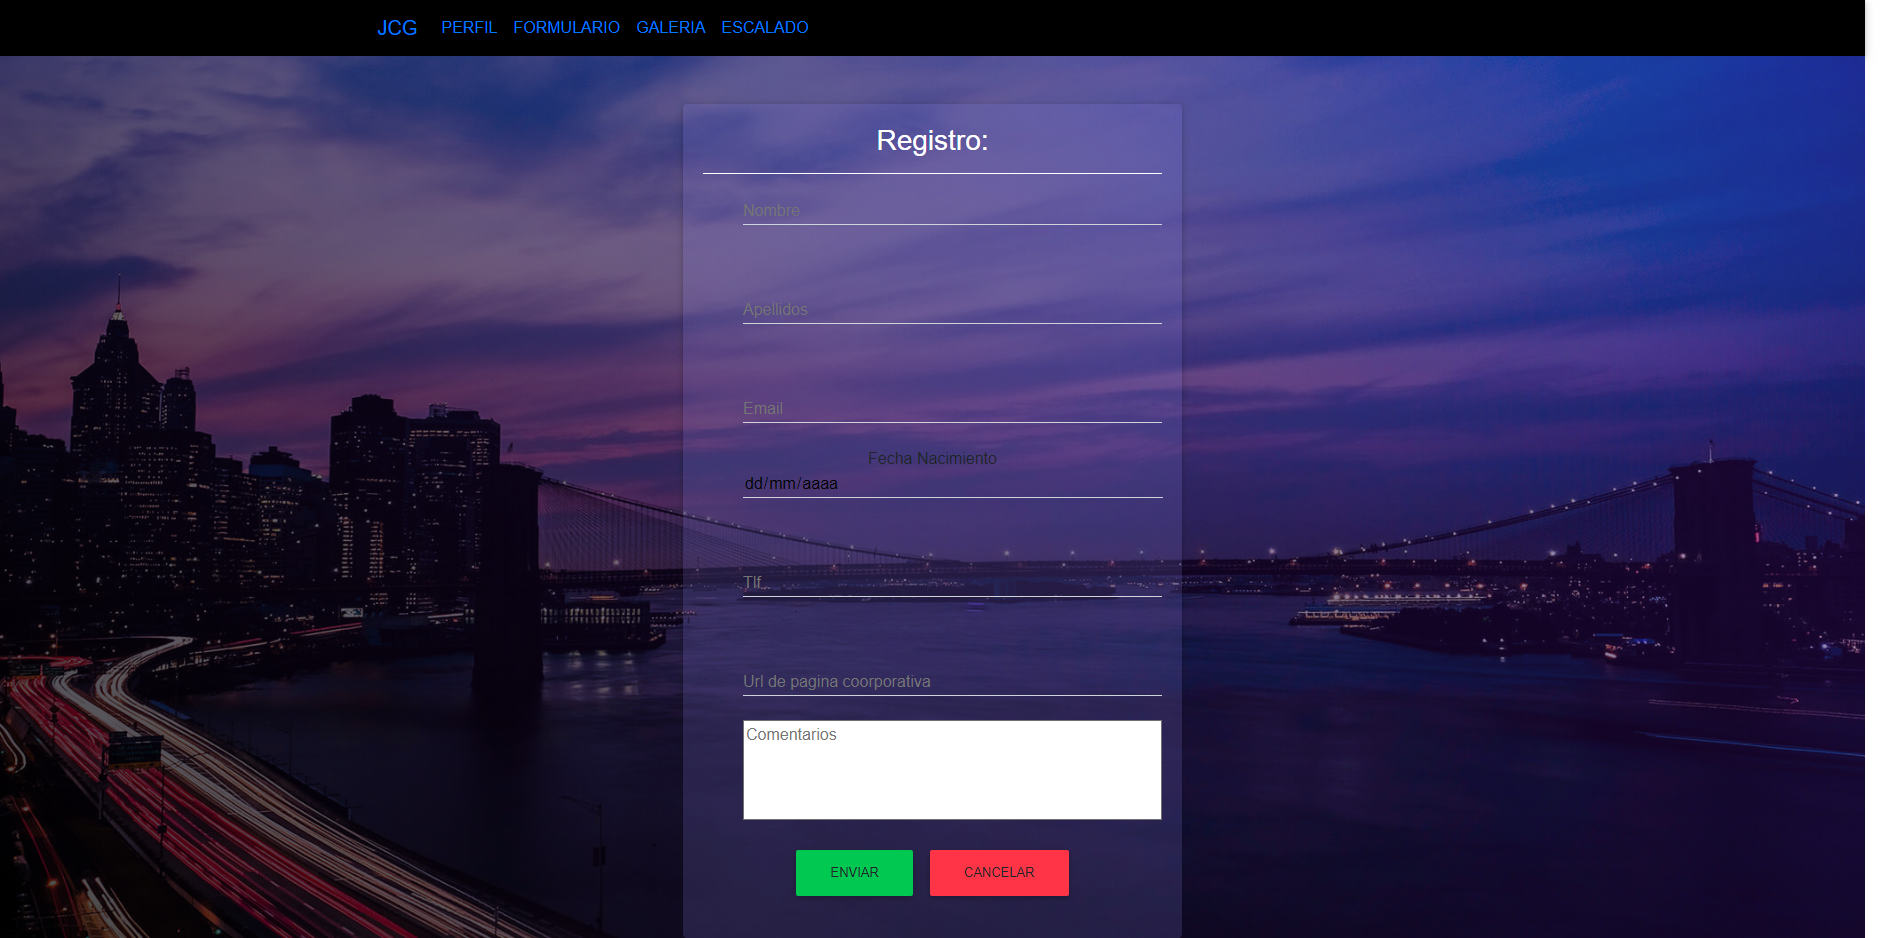 JCG PERFIL FORMULARIO GALERIA ESCALADO
Registro:
Nombre
Apellidos
Email
Fecha Nacimiento
dd/mm/aaaa
Tlf.
Url de pagina coorporativa
Comentarios
ENVIAR CANCELAR